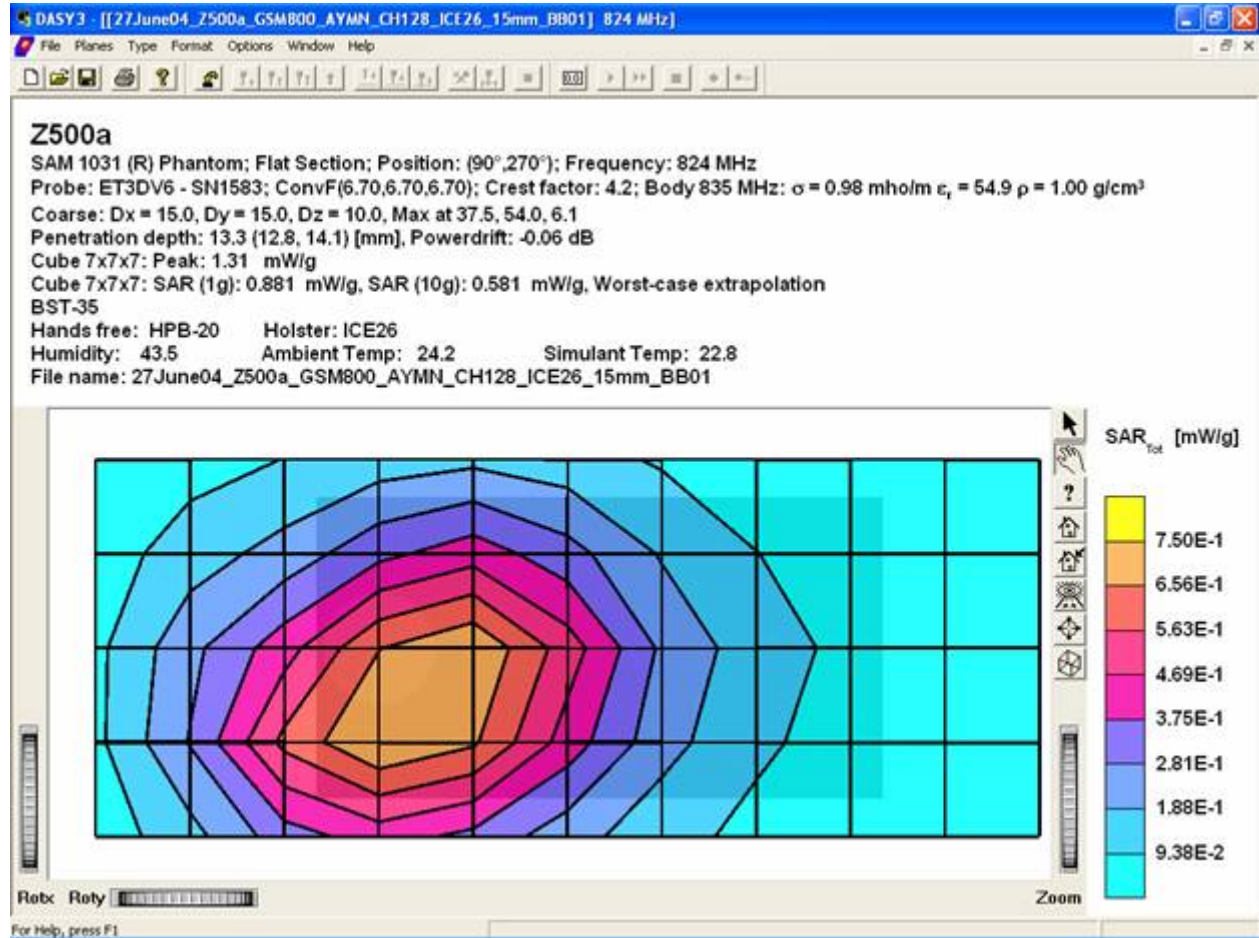 DASY3 - [[27June04_Z500a_GSM800_AYMN_CH128_ICE26_15mm_BB01] 824 MHz]
File Planes Type Format Options Window Help
Z500a
SAM 1031 (R) Phantom; Flat Section; Position: (90°,270°); Frequency: 824 MHz
Probe: ET3DV6 - SN1583; ConvF(6.70,6.70,6.70); Crest factor: 4.2; Body 835 MHz: σ = 0.98 mho/m εr = 54.9 ρ = 1.00 g/cm³
Coarse: Dx = 15.0, Dy = 15.0, Dz = 10.0, Max at 37.5, 54.0, 6.1
Penetration depth: 13.3 (12.8, 14.1) [mm], Powerdrift: -0.06 dB
Cube 7x7x7: Peak: 1.31 mW/g
Cube 7x7x7: SAR (1g): 0.881 mW/g, SAR (10g): 0.581 mW/g, Worst-case extrapolation
BST-35
Hands free: HPB-20 Holster: ICE26
Humidity: 43.5 Ambient Temp: 24.2 Simulant Temp: 22.8
File name: 27June04_Z500a_GSM800_AYMN_CH128_ICE26_15mm_BB01
SARTot [mW/g]
7.50E-1
6.56E-1
5.63E-1
4.69E-1
3.75E-1
2.81E-1
1.88E-1
9.38E-2
Rotx Roty Zoom
For Help, press F1